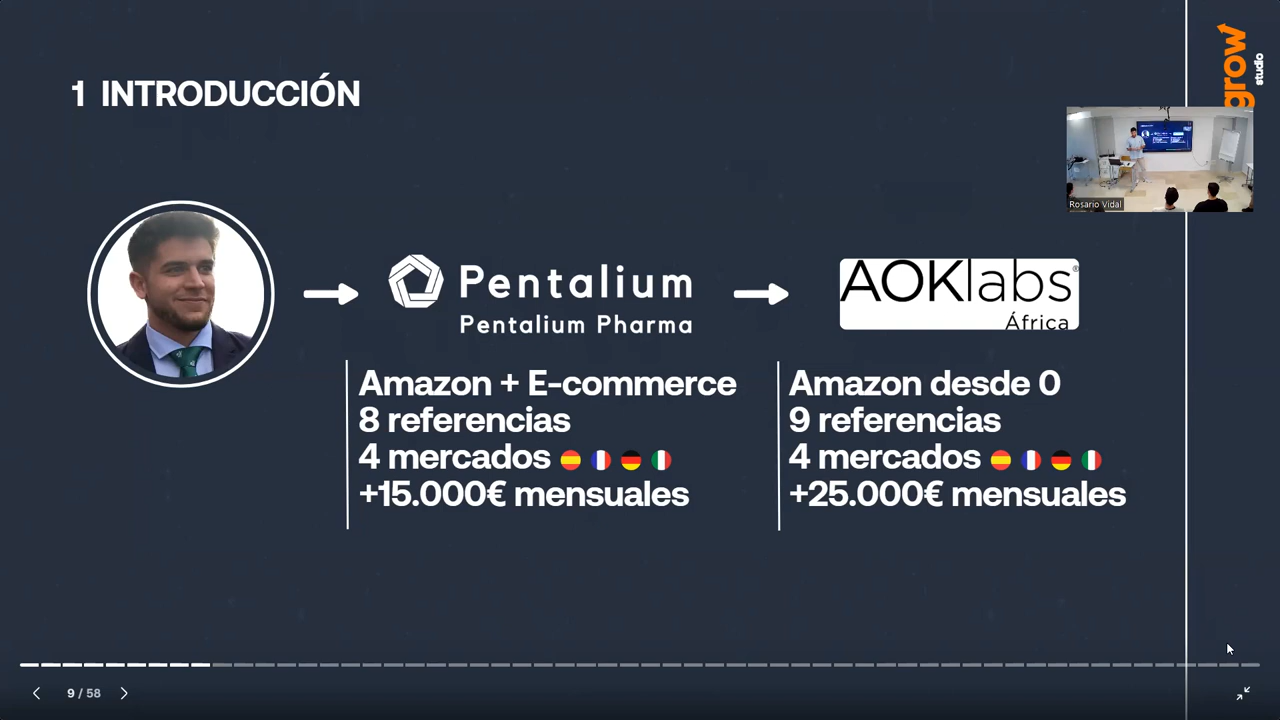 1 INTRODUCCIÓN
grow
studio
Rosario Vidal
Pentalium
Pentalium Pharma
AOKlabs®
África
Amazon + E-commerce
8 referencias
4 mercados
+15.000€ mensuales
Amazon desde 0
9 referencias
4 mercados
+25.000€ mensuales
9 / 58